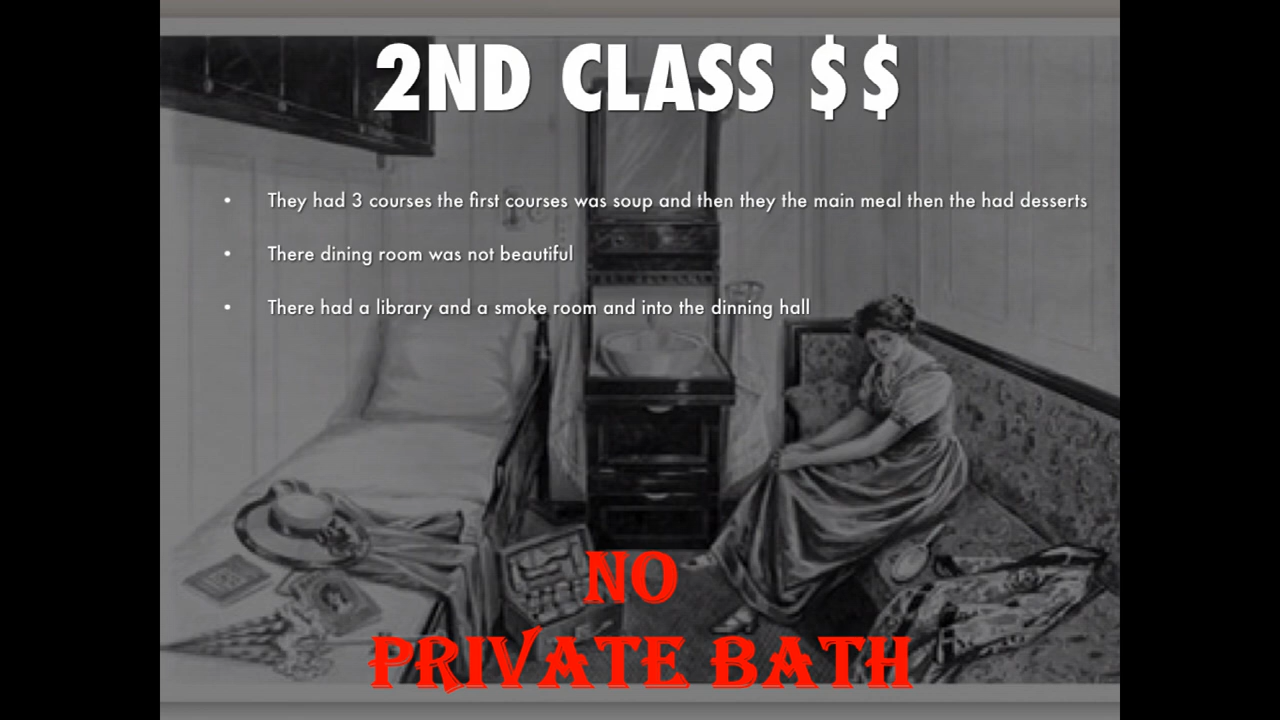 2ND CLASS $$
• They had 3 courses the first courses was soup and then they the main meal then the had desserts
• There dining room was not beautiful
• There had a library and a smoke room and into the dinning hall
NO
PRIVATE BATH